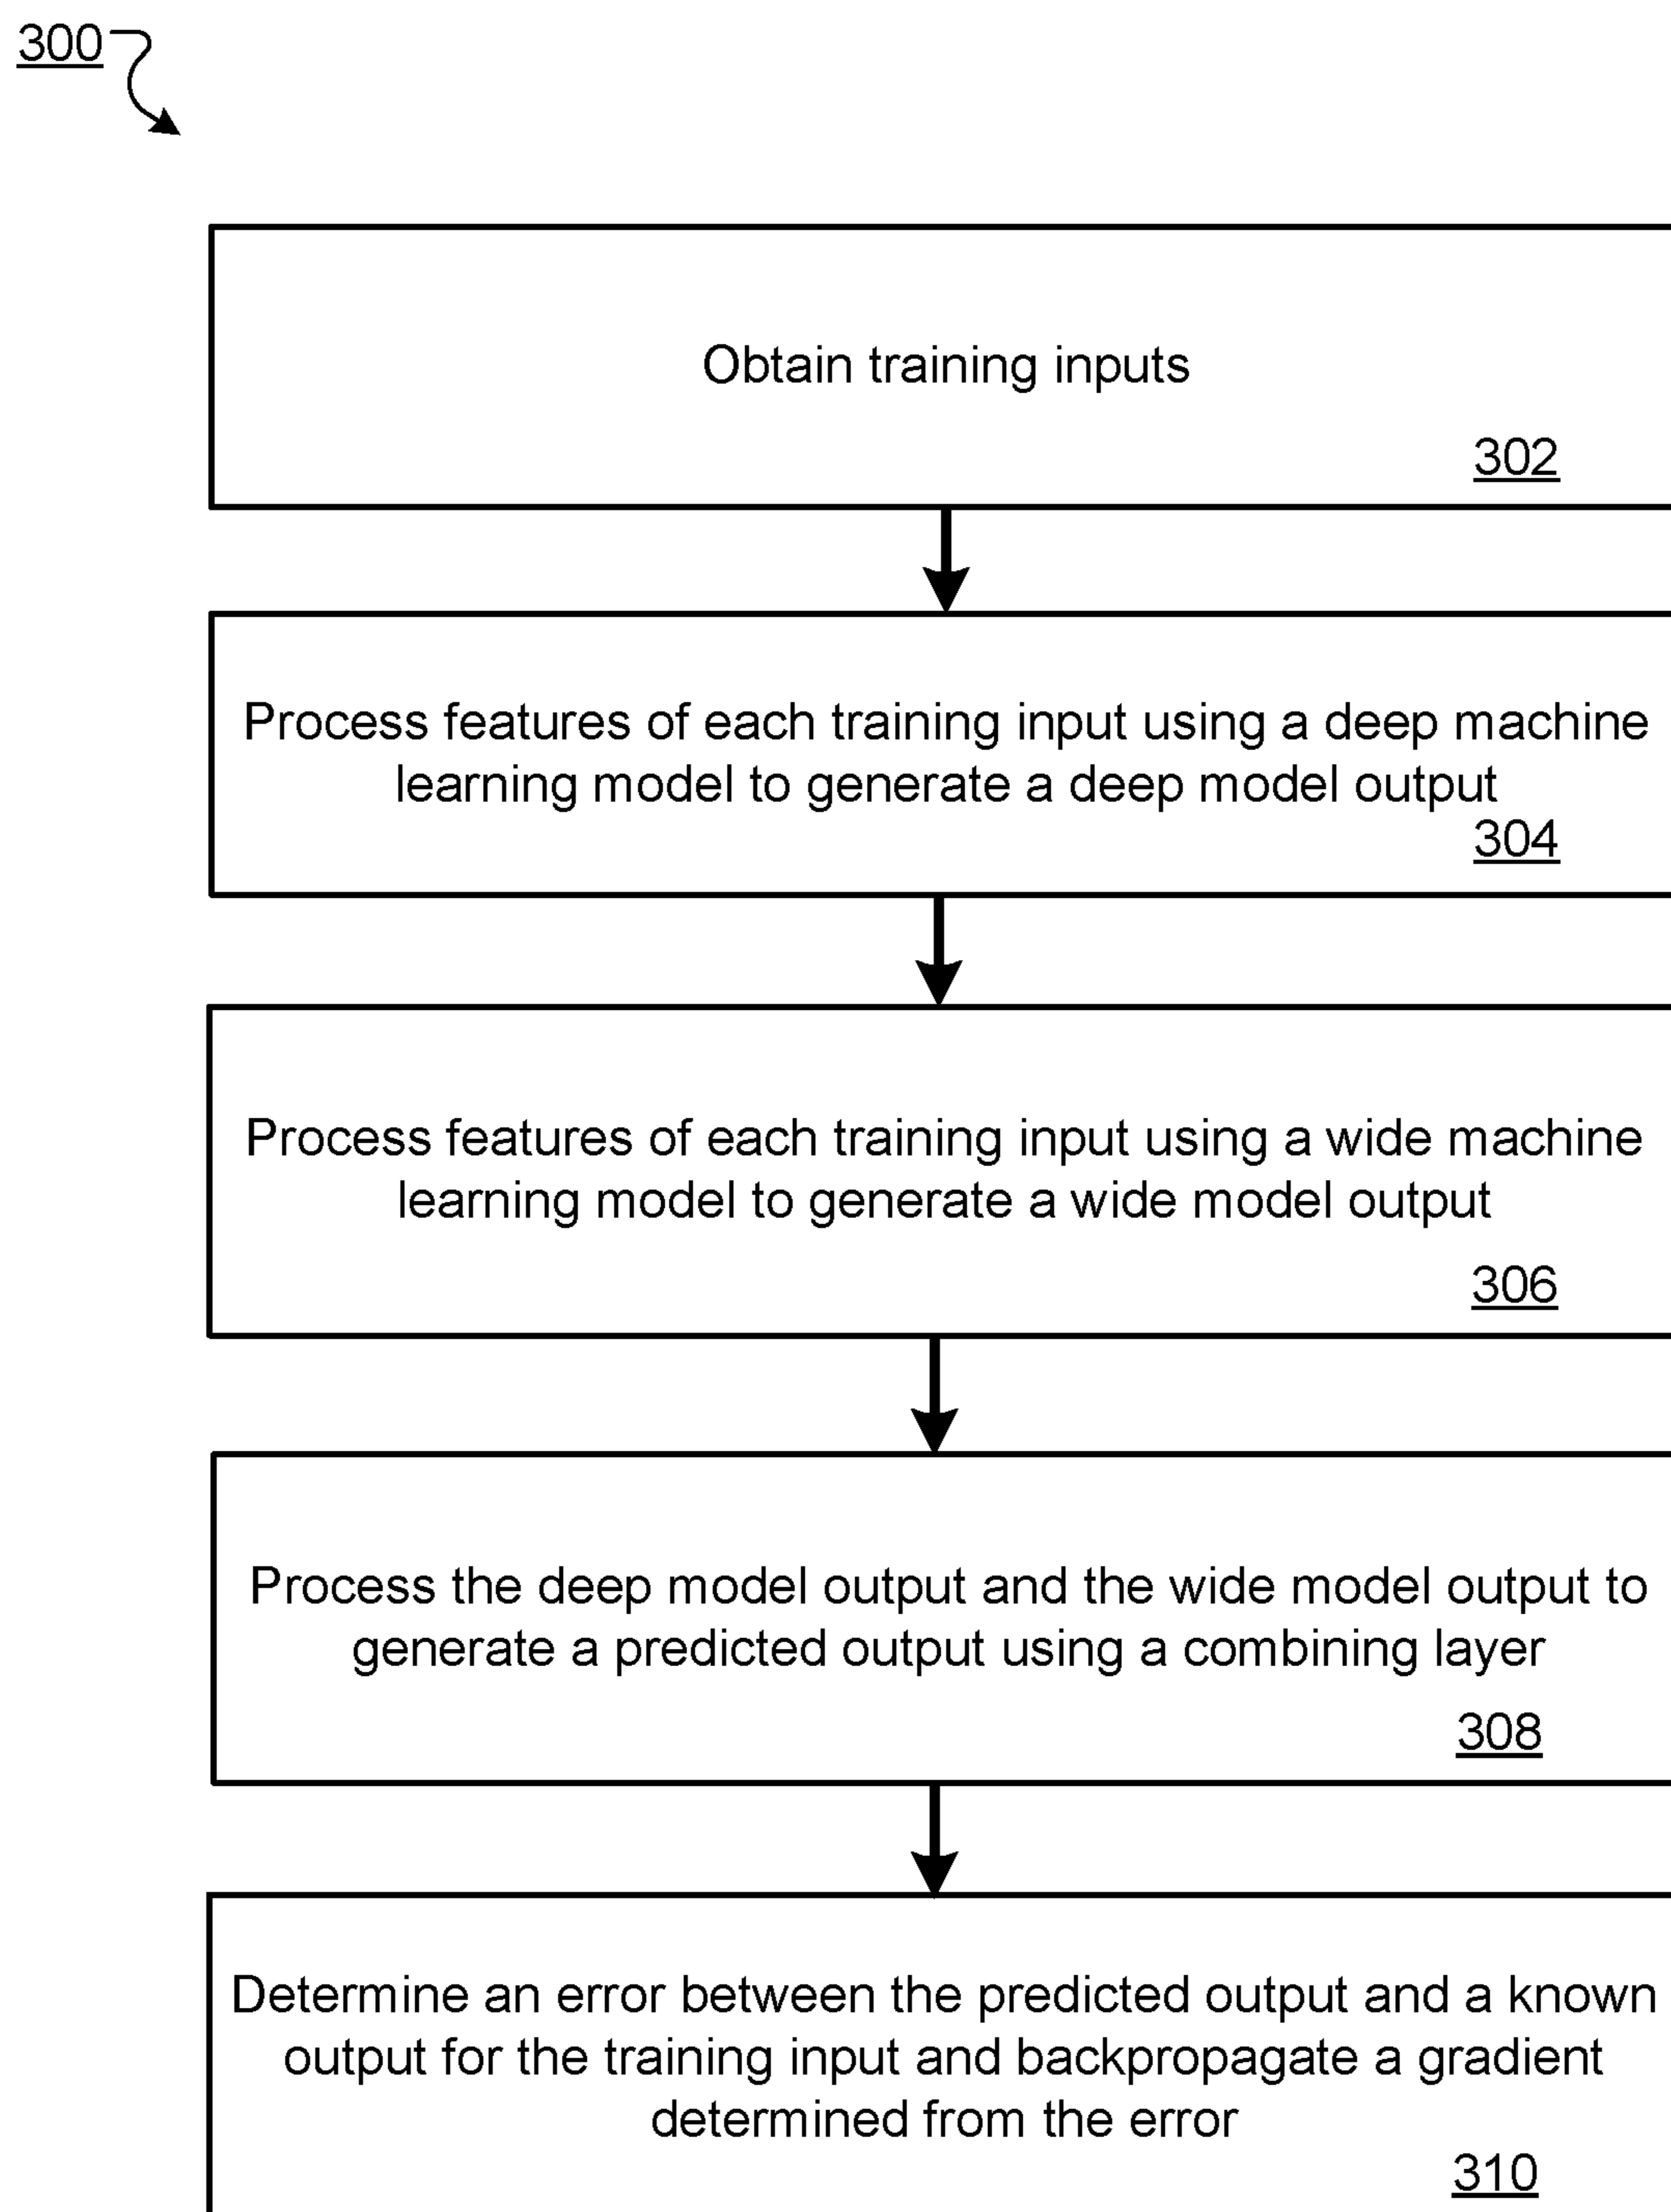 300
Obtain training inputs
302
Process features of each training input using a deep machine
learning model to generate a deep model output
304
Process features of each training input using a wide machine
learning model to generate a wide model output
306
Process the deep model output and the wide model output to
generate a predicted output using a combining layer
308
Determine an error between the predicted output and a known
output for the training input and backpropagate a gradient
determined from the error
310